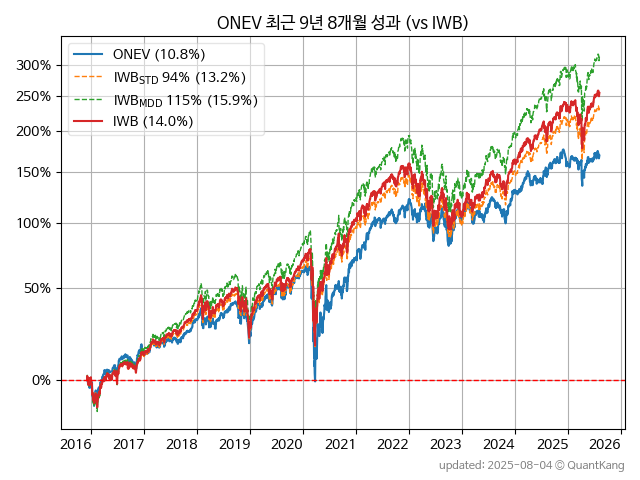 ONEV 최근 9년 8개월 성과 (vs IWB)
ONEV (10.8%)
IWB_STD 94% (13.2%)
IWB_MDD 115% (15.9%)
IWB (14.0%)
300%
250%
200%
150%
100%
50%
0%
2016 2017 2018 2019 2020 2021 2022 2023 2024 2025 2026
updated: 2025-08-04 © QuantKang